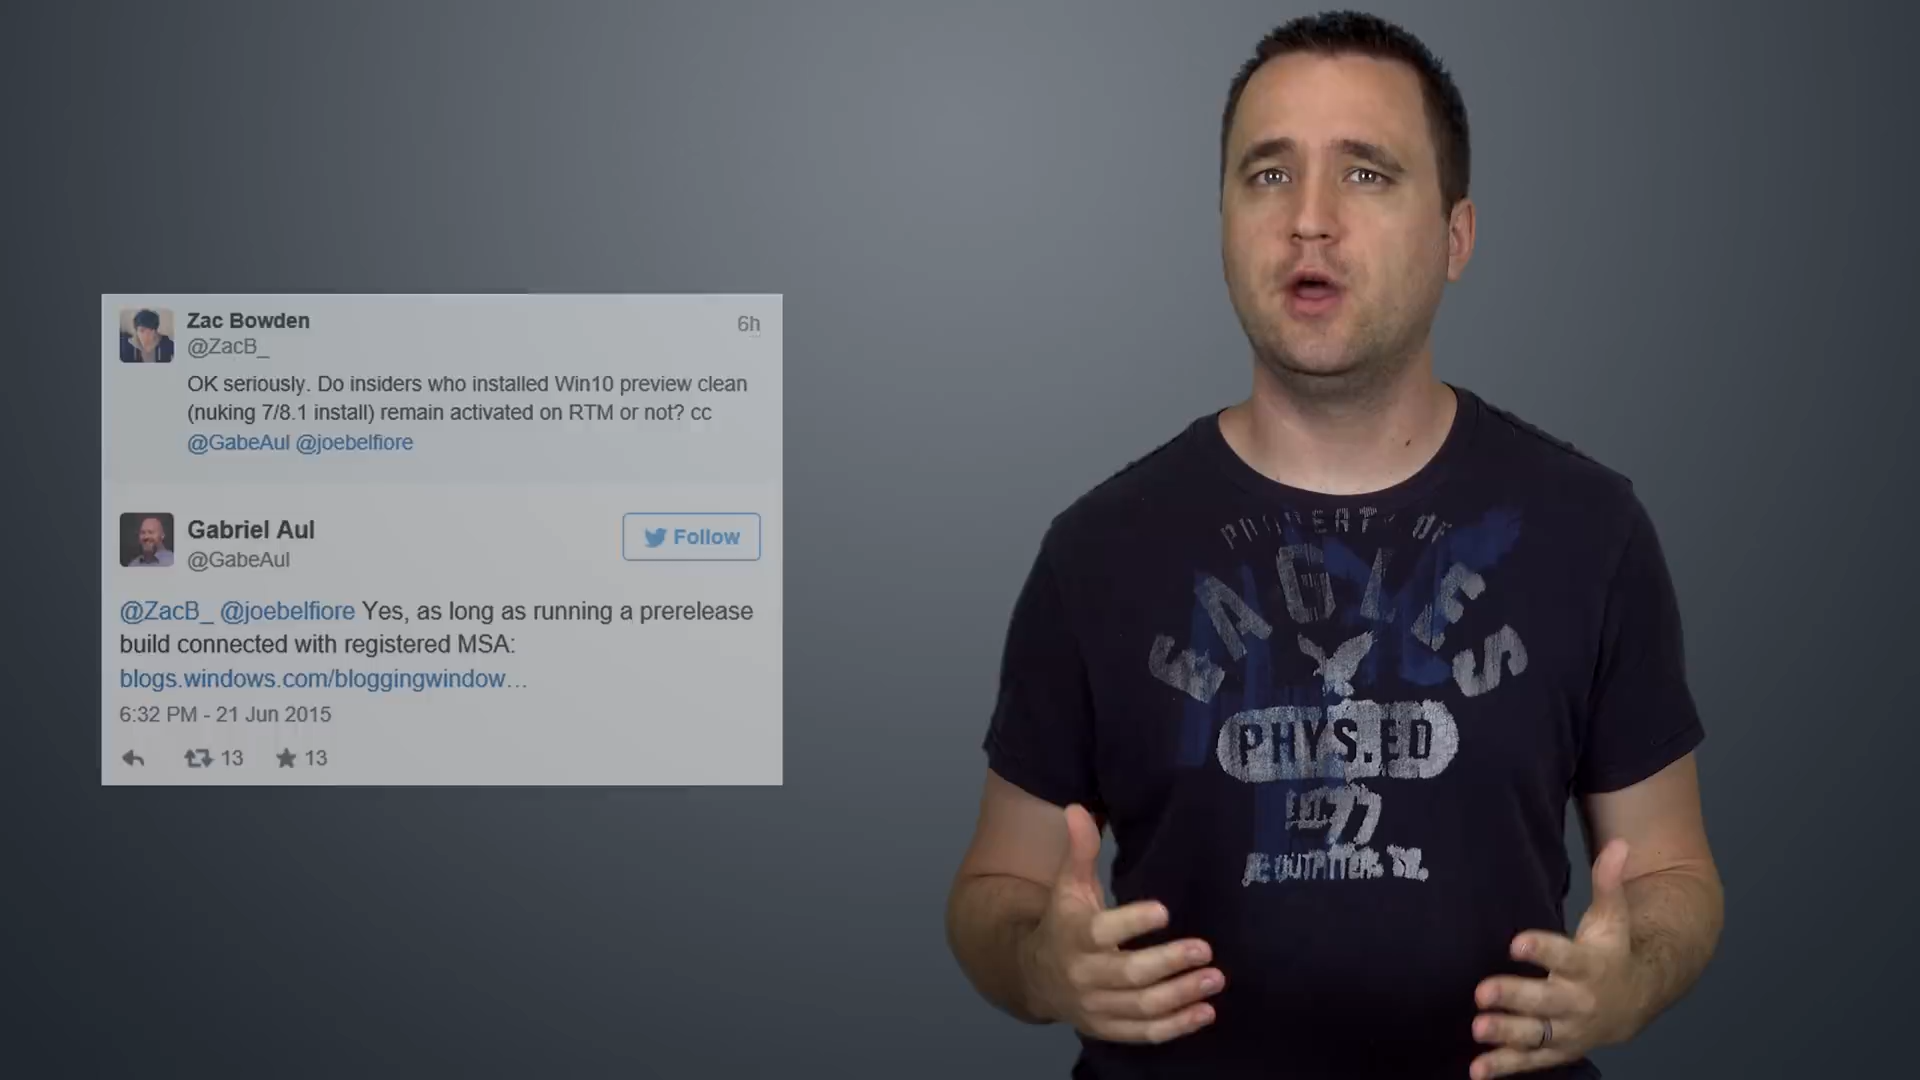 Zac Bowden
6h
@ZacB_
OK seriously. Do insiders who installed Win10 preview clean
(nuking 7/8.1 install) remain activated on RTM or not? cc
@GabeAul @joebelfiore
Gabriel Aul
Follow
@GabeAul
@ZacB_ @joebelfiore Yes, as long as running a prerelease
build connected with registered MSA:
blogs.windows.com/bloggingwindow…
6:32 PM - 21 Jun 2015
13 13
PROPERTY OF
EAGLES
PHYS.ED
77